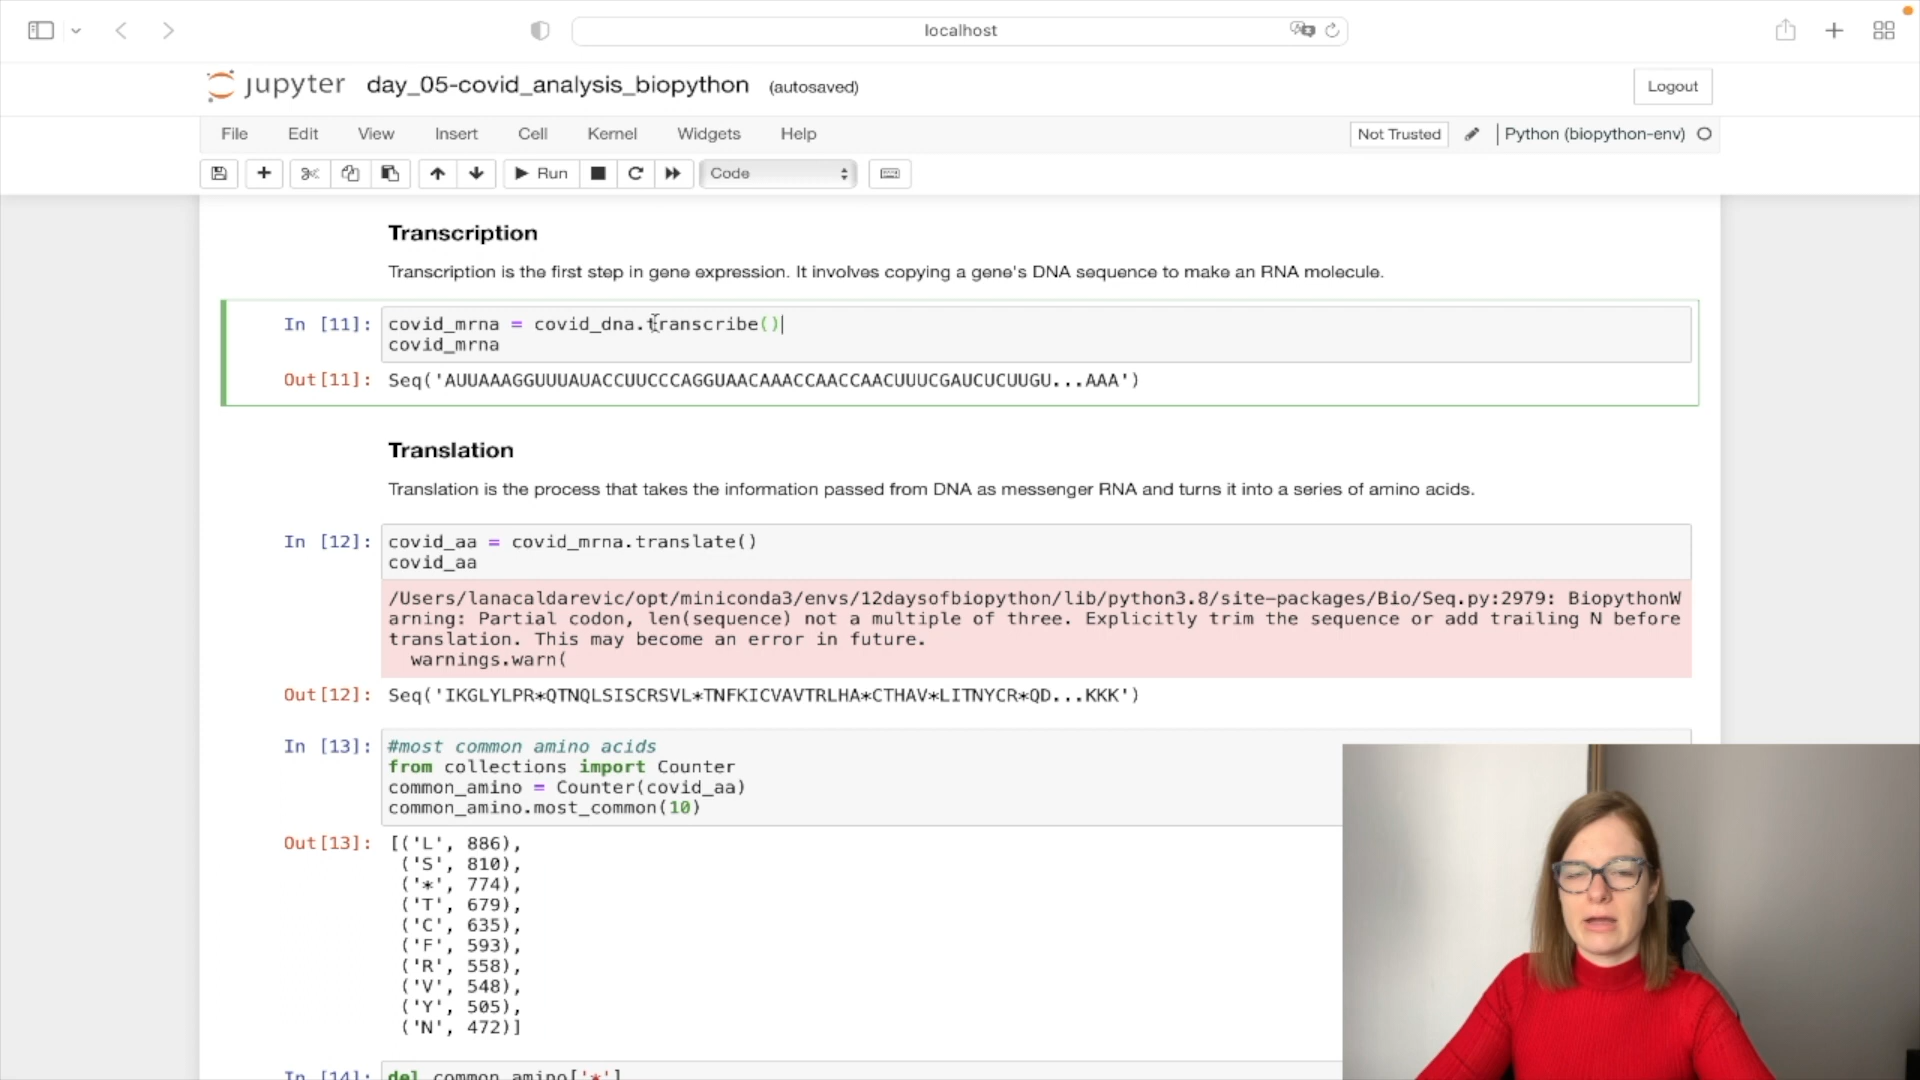 localhost
jupyter day_05-covid_analysis_biopython (autosaved)
Logout
File Edit View Insert Cell Kernel Widgets Help
Not Trusted Python (biopython-env)
Run Code
Transcription
Transcription is the first step in gene expression. It involves copying a gene's DNA sequence to make an RNA molecule.
In [11]: covid_mrna = covid_dna.transcribe()
covid_mrna
Out[11]: Seq('AUUAAAGGUUUAUACCUUCCCAGGUAACAAACCAACCAACUUUCGAUCUCUUGU...AAA')
Translation
Translation is the process that takes the information passed from DNA as messenger RNA and turns it into a series of amino acids.
In [12]: covid_aa = covid_mrna.translate()
covid_aa
/Users/lanacaldarevic/opt/miniconda3/envs/12daysofbiopython/lib/python3.8/site-packages/Bio/Seq.py:2979: BiopythonW
arning: Partial codon, len(sequence) not a multiple of three. Explicitly trim the sequence or add trailing N before
translation. This may become an error in future.
warnings.warn(
Out[12]: Seq('IKGLYLPR*QTNQLSISCRSVL*TNFKICVAVTRLHA*CTHAV*LITNYCR*QD...KKK')
In [13]: #most common amino acids
from collections import Counter
common_amino = Counter(covid_aa)
common_amino.most_common(10)
Out[13]: [('L', 886),
('S', 810),
('*', 774),
('T', 679),
('C', 635),
('F', 593),
('R', 558),
('V', 548),
('Y', 505),
('N', 472)]
In [14]: del common_amino['*']